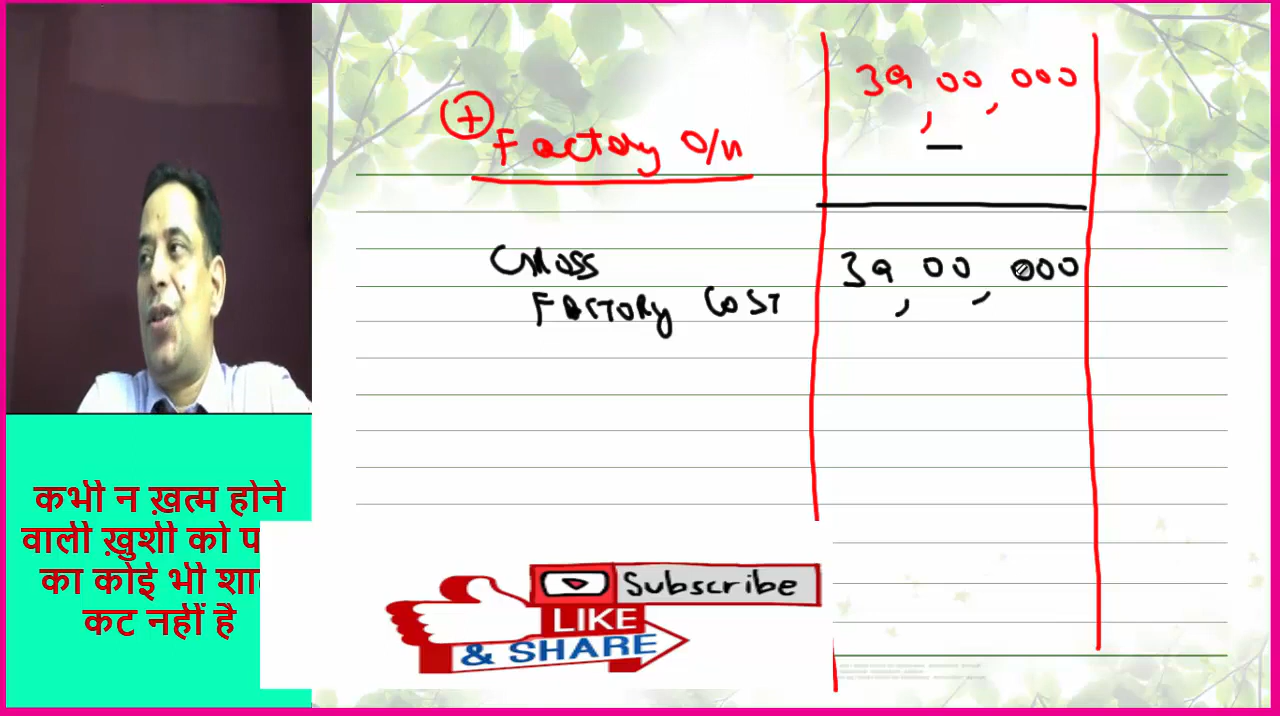 39,00,000
+
Factory O/H
—
Gross
FACTORY COST
39,00,000
कभी न ख़त्म होने
वाली ख़ुशी को
का कोई भी
कट नहीं है
Subscribe
LIKE
& SHARE